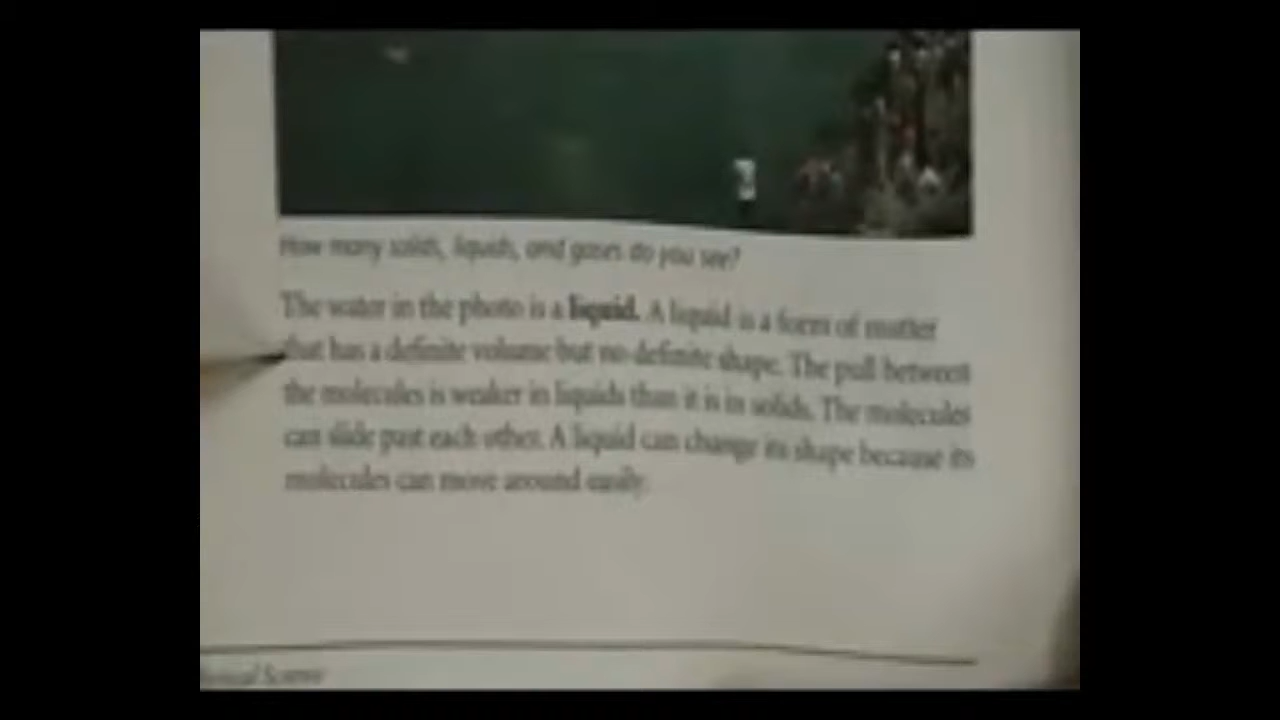 How many solids, liquids, and gases do you see?
The water in the photo is a liquid. A liquid is a form of matter
that has a definite volume but no definite shape. The pull between
the molecules is weaker in liquids than it is in solids. The molecules
can slide past each other. A liquid can change its shape because its
molecules can move around easily.
Science